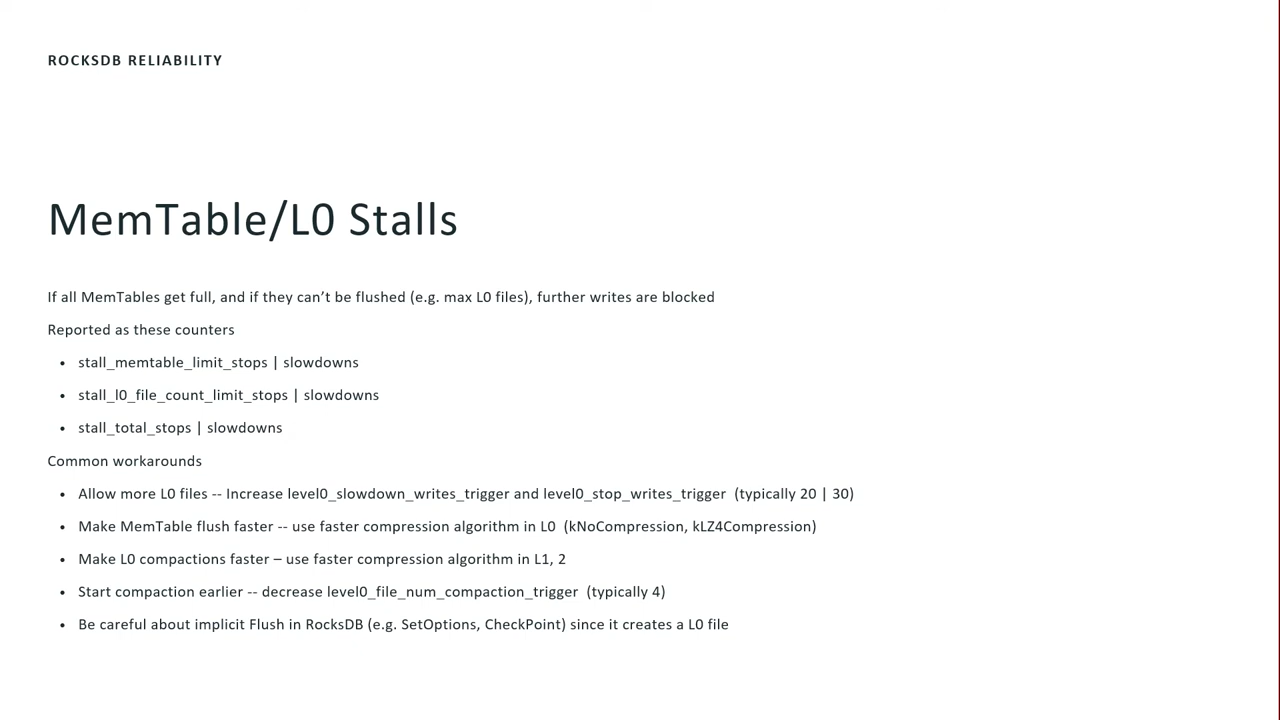 ROCKSDB RELIABILITY
MemTable/L0 Stalls
If all MemTables get full, and if they can’t be flushed (e.g. max L0 files), further writes are blocked
Reported as these counters
• stall_memtable_limit_stops | slowdowns
• stall_l0_file_count_limit_stops | slowdowns
• stall_total_stops | slowdowns
Common workarounds
• Allow more L0 files -- Increase level0_slowdown_writes_trigger and level0_stop_writes_trigger (typically 20 | 30)
• Make MemTable flush faster -- use faster compression algorithm in L0 (kNoCompression, kLZ4Compression)
• Make L0 compactions faster – use faster compression algorithm in L1, 2
• Start compaction earlier -- decrease level0_file_num_compaction_trigger (typically 4)
• Be careful about implicit Flush in RocksDB (e.g. SetOptions, CheckPoint) since it creates a L0 file